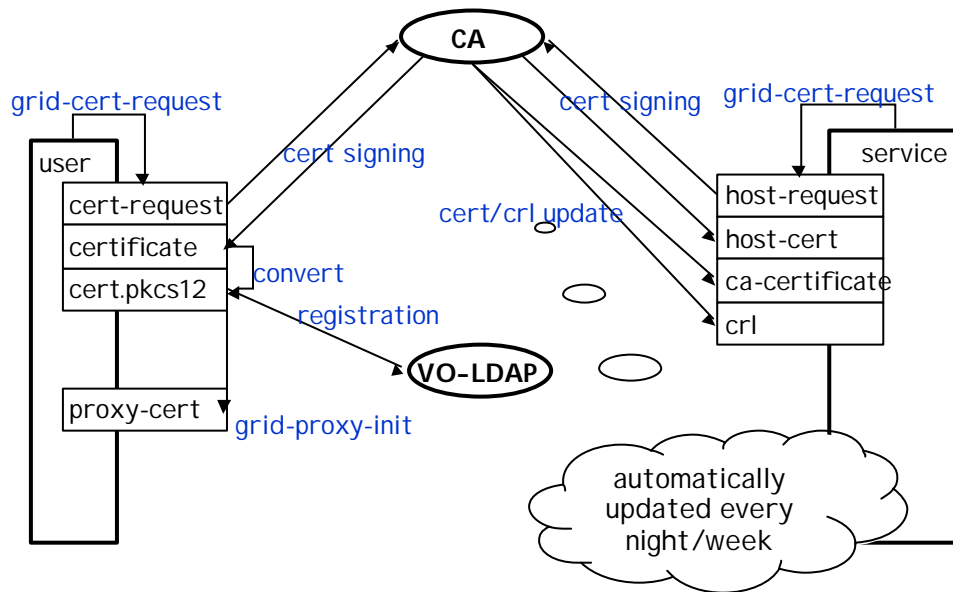 CA
grid-cert-request
cert signing
grid-cert-request
user
cert signing
service
cert-request
host-request
cert/crl update
certificate
host-cert
convert
ca-certificate
cert.pkcs12
registration
crl
VO-LDAP
proxy-cert
grid-proxy-init
automatically
updated every
night/week